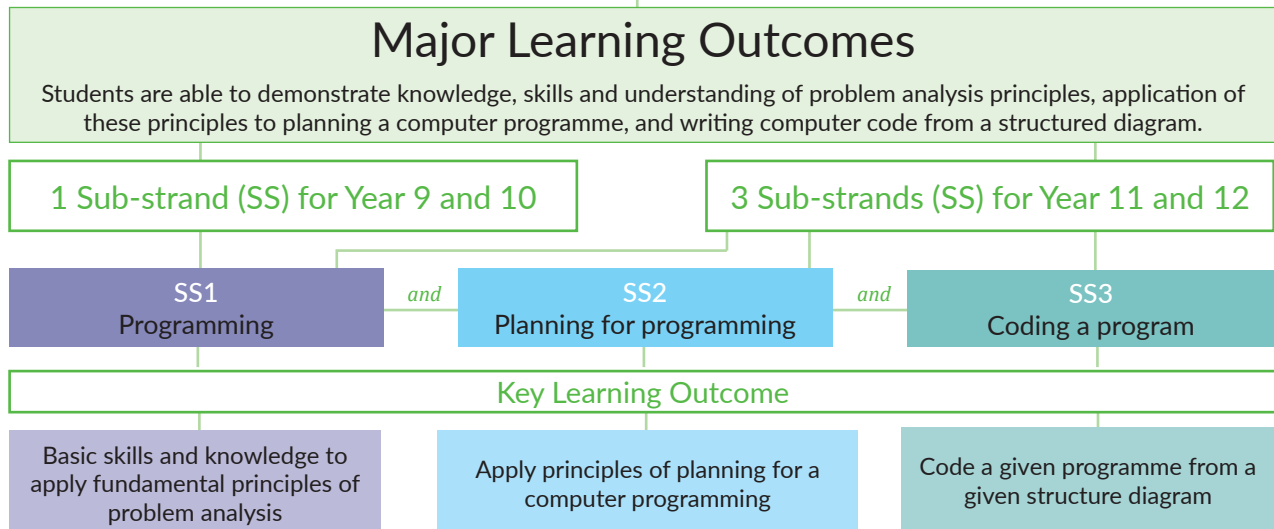 Major Learning Outcomes
Students are able to demonstrate knowledge, skills and understanding of problem analysis principles, application of
these principles to planning a computer programme, and writing computer code from a structured diagram.
1 Sub-strand (SS) for Year 9 and 10
3 Sub-strands (SS) for Year 11 and 12
SS1
Programming
and
SS2
Planning for programming
and
SS3
Coding a program
Key Learning Outcome
Basic skills and knowledge to
apply fundamental principles of
problem analysis
Apply principles of planning for a
computer programming
Code a given programme from a
given structure diagram